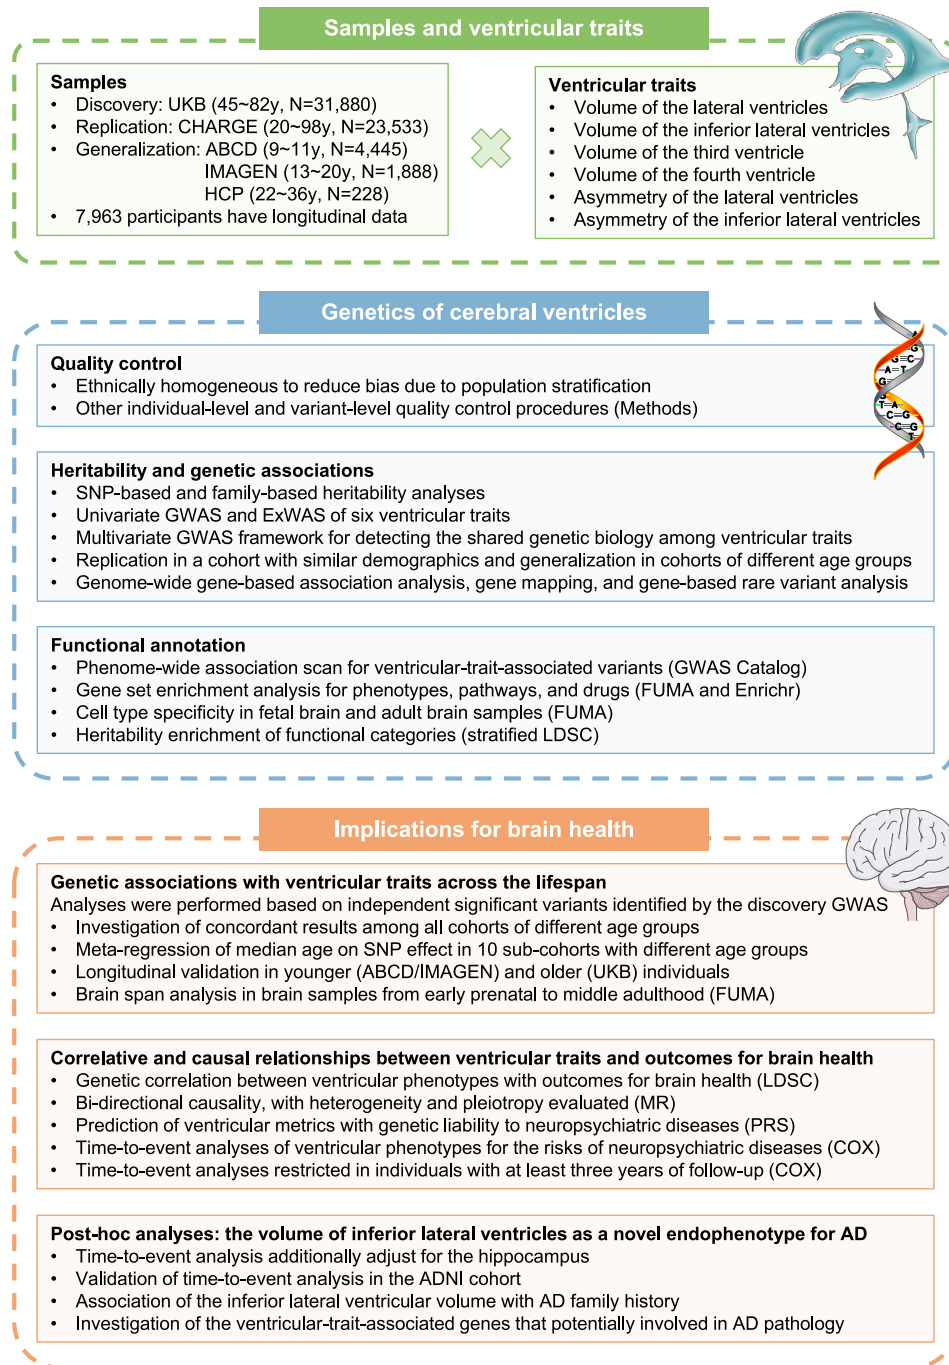 Samples and ventricular traits
Samples
• Discovery: UKB (45~82y, N=31,880)
• Replication: CHARGE (20~98y, N=23,533)
• Generalization: ABCD (9~11y, N=4,445)
IMAGEN (13~20y, N=1,888)
HCP (22~36y, N=228)
• 7,963 participants have longitudinal data
Ventricular traits
• Volume of the lateral ventricles
• Volume of the inferior lateral ventricles
• Volume of the third ventricle
• Volume of the fourth ventricle
• Asymmetry of the lateral ventricles
• Asymmetry of the inferior lateral ventricles
Genetics of cerebral ventricles
Quality control
• Ethnically homogeneous to reduce bias due to population stratification
• Other individual-level and variant-level quality control procedures (Methods)
Heritability and genetic associations
• SNP-based and family-based heritability analyses
• Univariate GWAS and ExWAS of six ventricular traits
• Multivariate GWAS framework for detecting the shared genetic biology among ventricular traits
• Replication in a cohort with similar demographics and generalization in cohorts of different age groups
• Genome-wide gene-based association analysis, gene mapping, and gene-based rare variant analysis
Functional annotation
• Phenome-wide association scan for ventricular-trait-associated variants (GWAS Catalog)
• Gene set enrichment analysis for phenotypes, pathways, and drugs (FUMA and Enrichr)
• Cell type specificity in fetal brain and adult brain samples (FUMA)
• Heritability enrichment of functional categories (stratified LDSC)
Implications for brain health
Genetic associations with ventricular traits across the lifespan
Analyses were performed based on independent significant variants identified by the discovery GWAS
• Investigation of concordant results among all cohorts of different age groups
• Meta-regression of median age on SNP effect in 10 sub-cohorts with different age groups
• Longitudinal validation in younger (ABCD/IMAGEN) and older (UKB) individuals
• Brain span analysis in brain samples from early prenatal to middle adulthood (FUMA)
Correlative and causal relationships between ventricular traits and outcomes for brain health
• Genetic correlation between ventricular phenotypes with outcomes for brain health (LDSC)
• Bi-directional causality, with heterogeneity and pleiotropy evaluated (MR)
• Prediction of ventricular metrics with genetic liability to neuropsychiatric diseases (PRS)
• Time-to-event analyses of ventricular phenotypes for the risks of neuropsychiatric diseases (COX)
• Time-to-event analyses restricted in individuals with at least three years of follow-up (COX)
Post-hoc analyses: the volume of inferior lateral ventricles as a novel endophenotype for AD
• Time-to-event analysis additionally adjust for the hippocampus
• Validation of time-to-event analysis in the ADNI cohort
• Association of the inferior lateral ventricular volume with AD family history
• Investigation of the ventricular-trait-associated genes that potentially involved in AD pathology